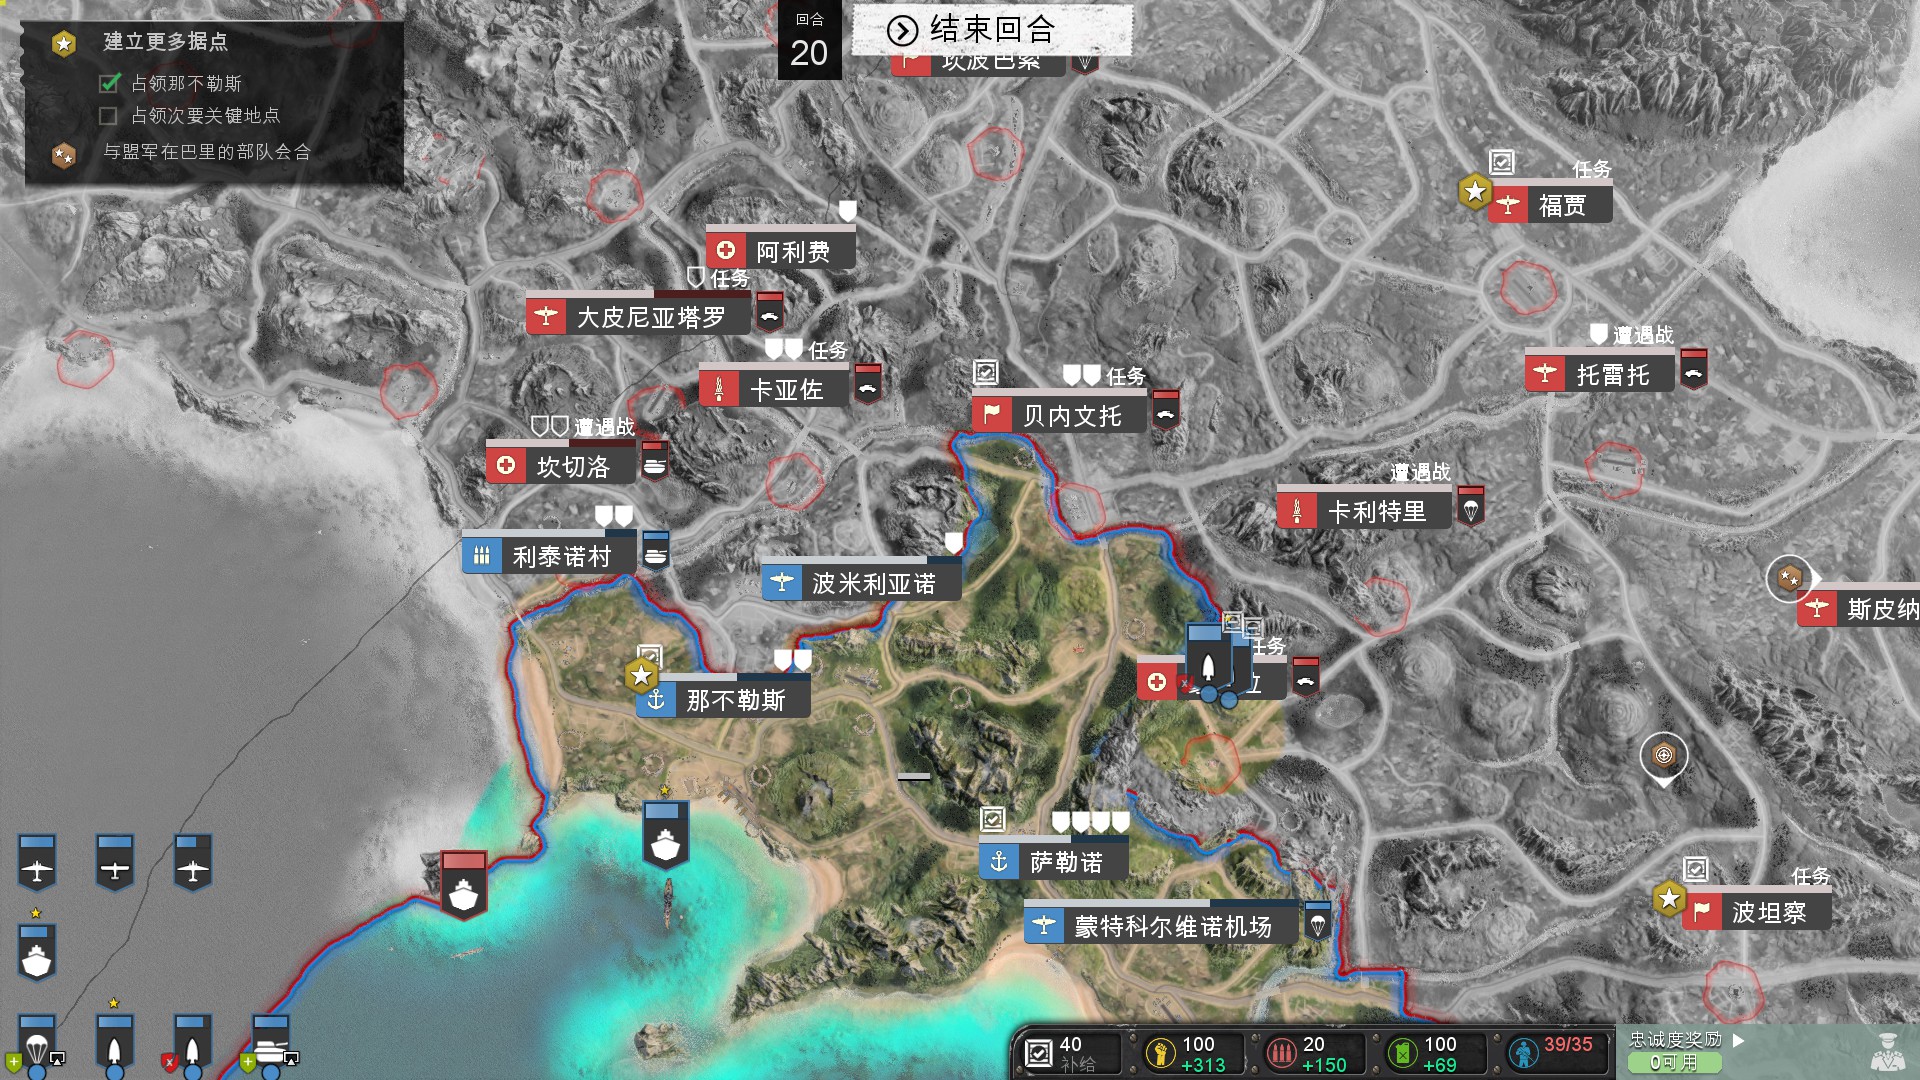 建立更多据点
占领那不勒斯
占领次要关键地点
与盟军在巴里的部队会合
回合
20
结束回合
坎波巴索
任务
福贾
阿利费
任务
大皮尼亚塔罗
任务
卡亚佐
任务
贝内文托
遭遇战
托雷托
遭遇战
坎切洛
遭遇战
卡利特里
利泰诺村
波米利亚诺
斯皮纳
任务
那不勒斯
萨勒诺
蒙特科尔维诺机场
任务
波坦察
40
补给
100
+313
20
+150
100
+69
39/35
忠诚度奖励
0可用